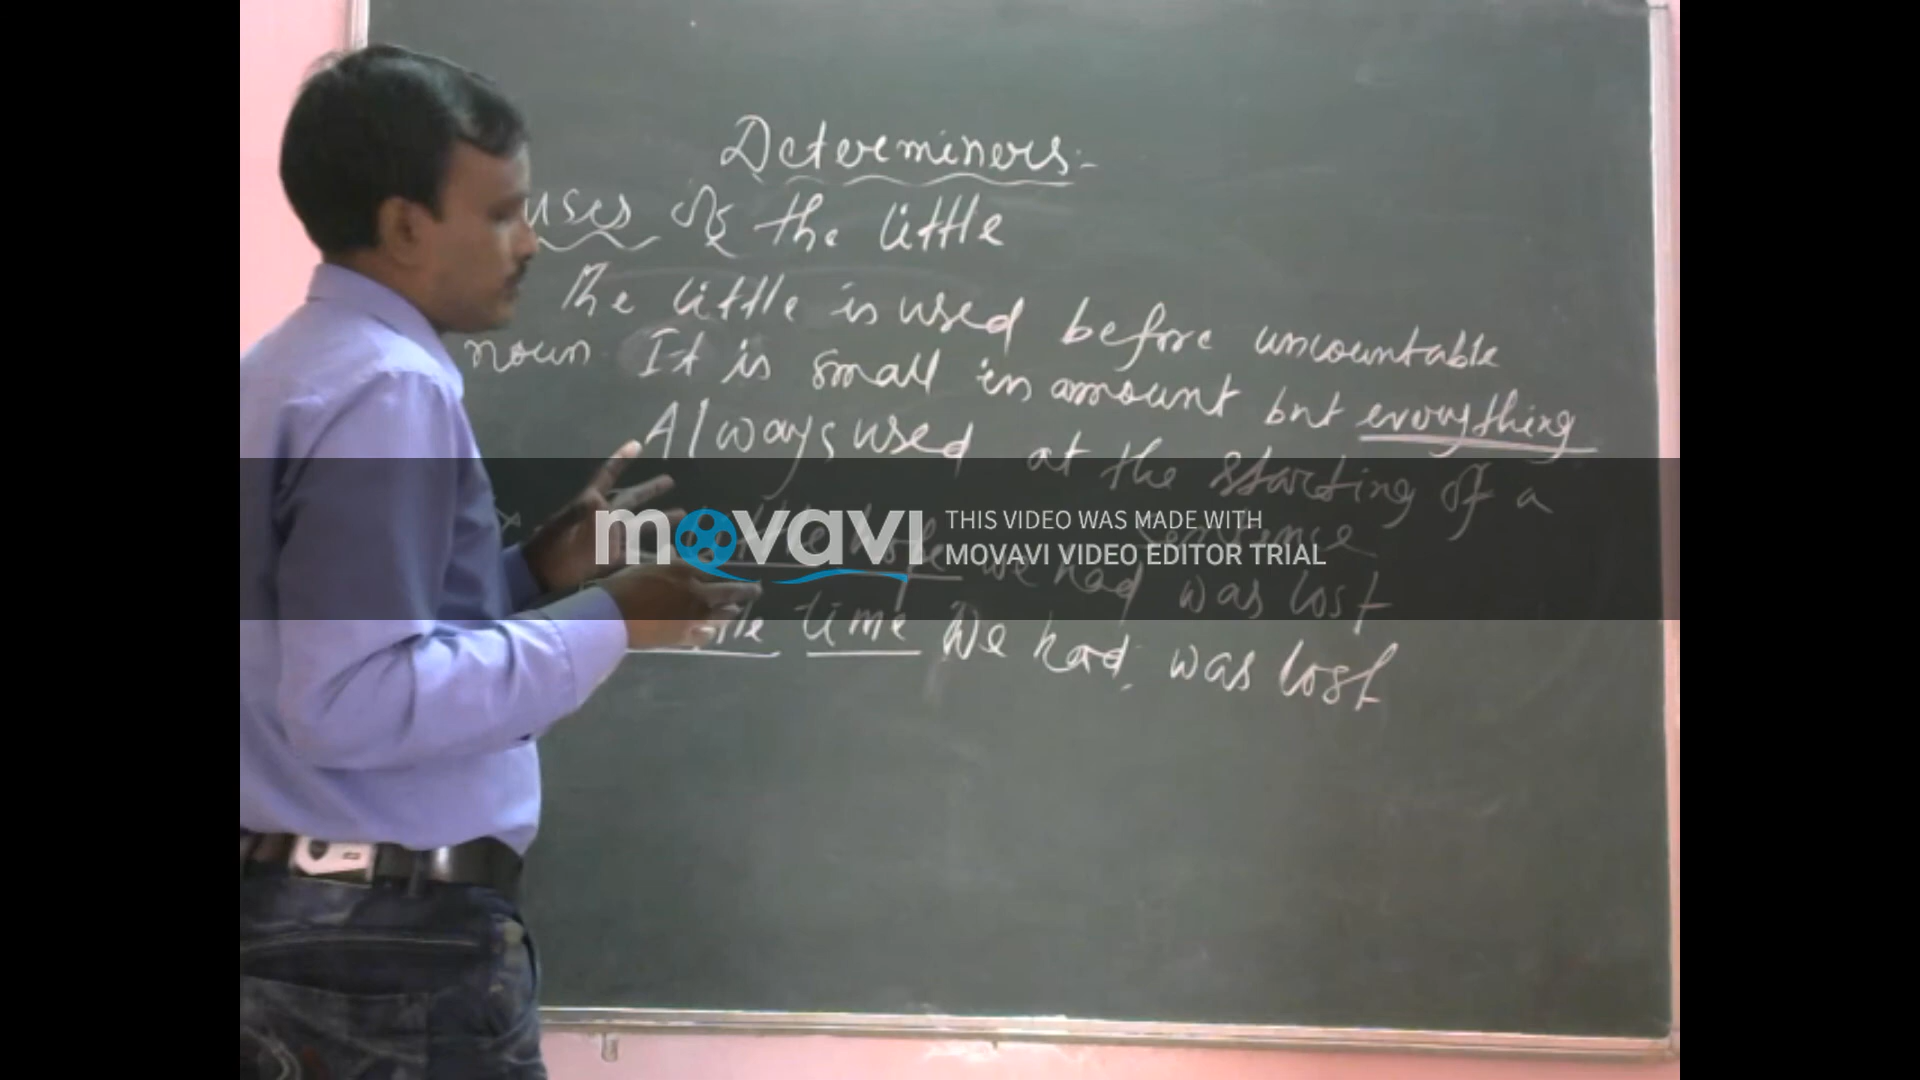 Determiners:-
uses of the little
The little is used before uncountable
noun. It is small in amount but everything
Always used at the starting of a
sentence
little hope we had was lost
time We had, was lost
movavi
THIS VIDEO WAS MADE WITH
MOVAVI VIDEO EDITOR TRIAL